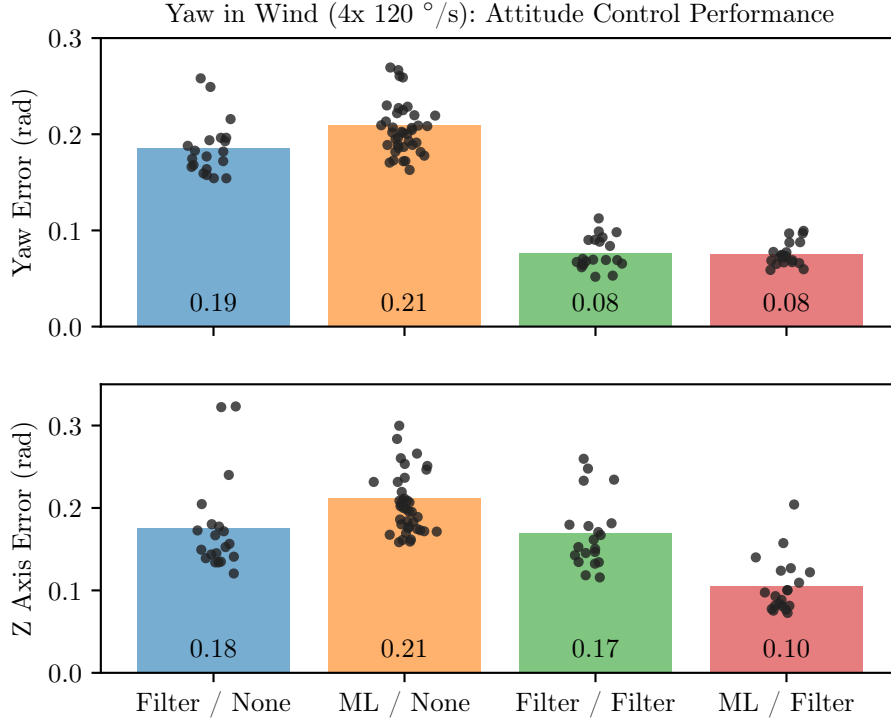 Yaw in Wind (4x 120 °/s): Attitude Control Performance
0.3
0.2
0.1
0.0
Yaw Error (rad)
0.19
0.21
0.08
0.08
0.3
0.2
0.1
0.0
Z Axis Error (rad)
0.18
0.21
0.17
0.10
Filter / None
ML / None
Filter / Filter
ML / Filter